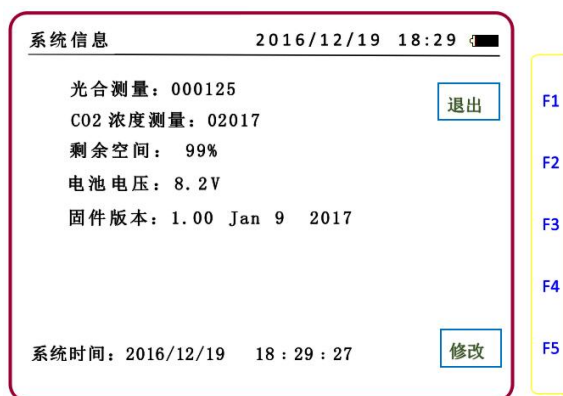 系统信息 2016/12/19 18:29
光合测量：000125
退出
F1
CO2 浓度测量：02017
剩余空间： 99%
F2
电池电压：8.2V
固件版本：1.00 Jan 9 2017
F3
F4
系统时间：2016/12/19 18：29：27
修改
F5